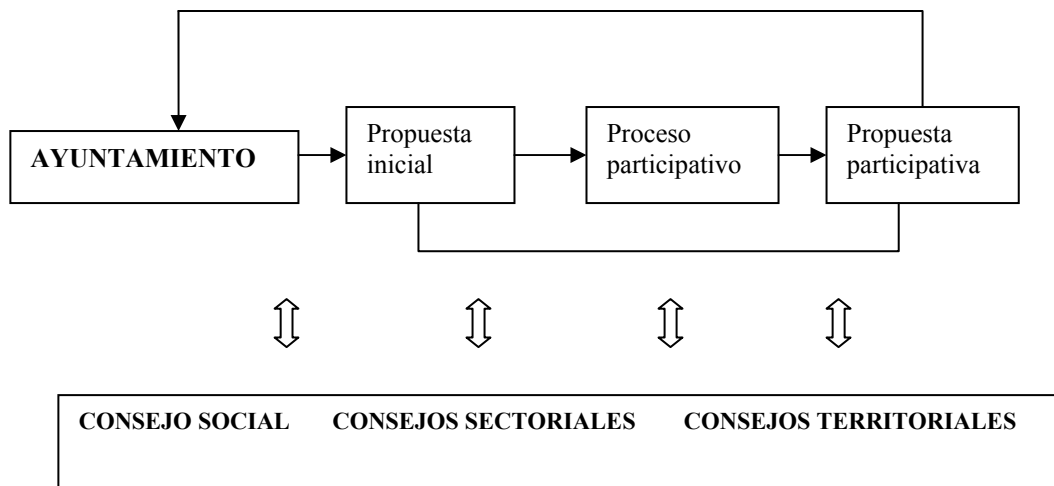 AYUNTAMIENTO
Propuesta
inicial
Proceso
participativo
Propuesta
participativa
CONSEJO SOCIAL CONSEJOS SECTORIALES CONSEJOS TERRITORIALES